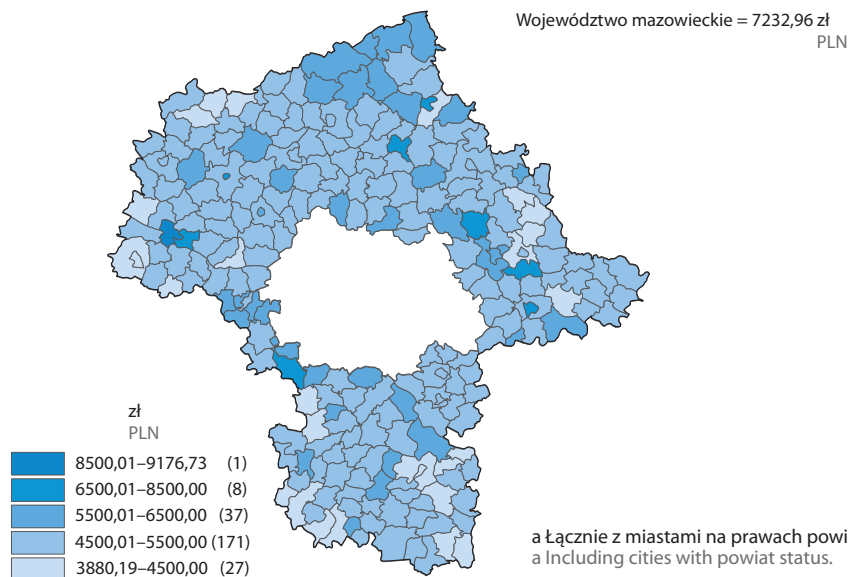 Województwo mazowieckie = 7232,96 zł
PLN
zł
PLN
8500,01–9176,73 (1)
6500,01–8500,00 (8)
5500,01–6500,00 (37)
4500,01–5500,00 (171)
3880,19–4500,00 (27)
a Łącznie z miastami na prawach powi
a Including cities with powiat status.